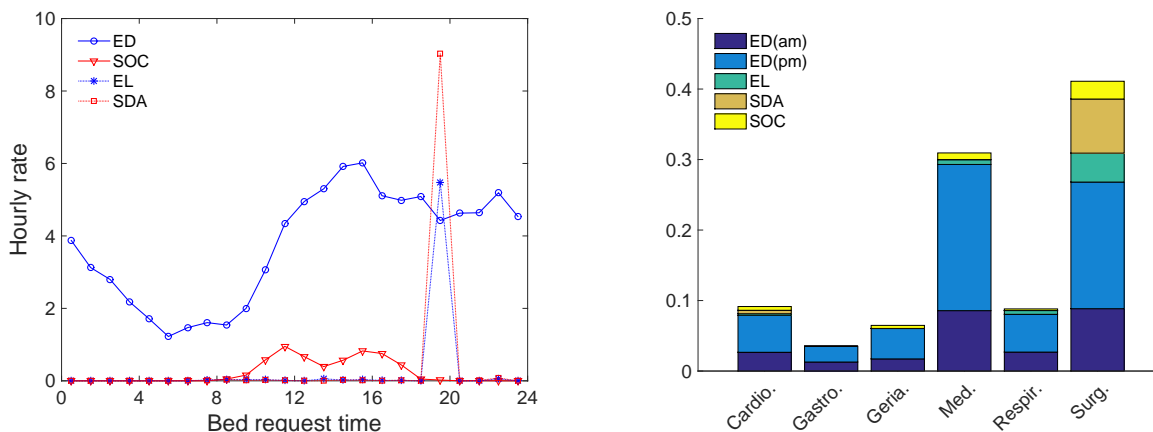 10
8
6
4
2
0
Hourly rate
ED
SOC
EL
SDA
0 4 8 12 16 20 24
Bed request time
0.5
0.4
0.3
0.2
0.1
0
ED(am)
ED(pm)
EL
SDA
SOC
Cardio. Gastro. Geria. Med. Respir. Surg.